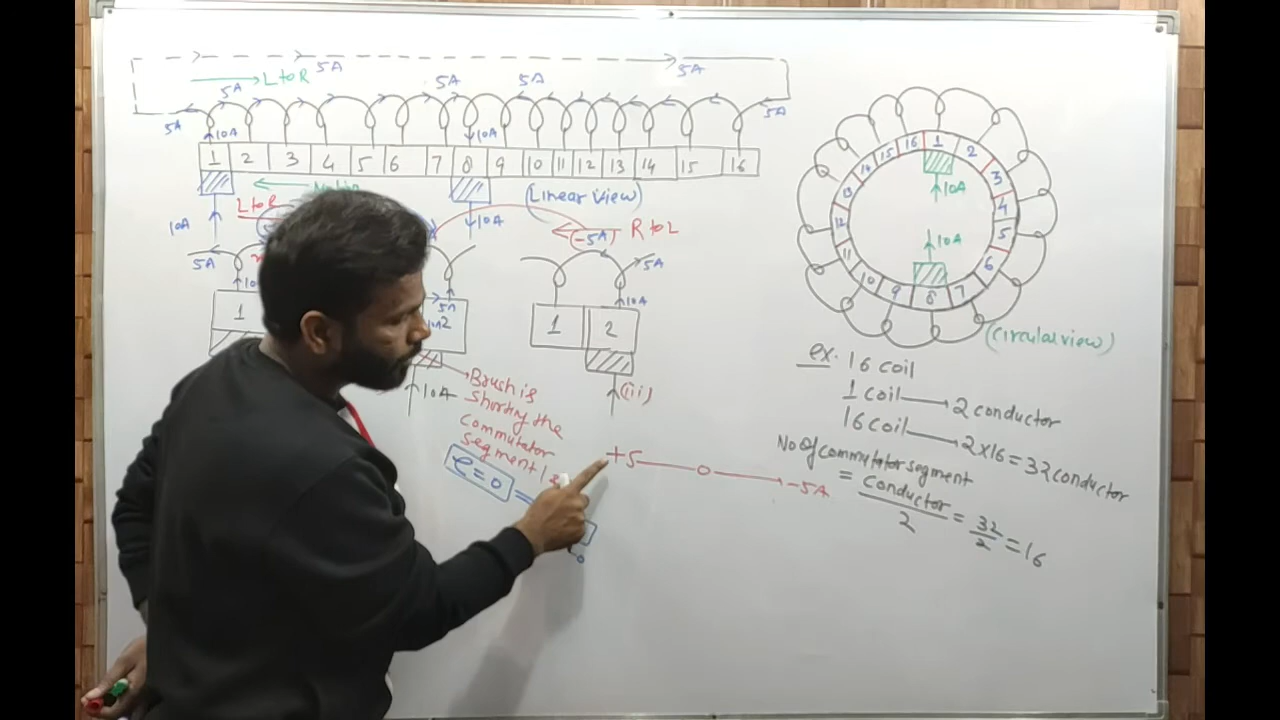 5A
5A
L to R
5A
5A
5A
5A
5A
10A
10A
5A
1 2 3 4 5 6 7 8 9 10 11 12 13 14 15 16
10A
10A
(Linear view)
L to R
(-5A)
R to L
5A
5A
10A
5A
1
2
1 2
10A
(iii)
Brush is
shorting the
commutator
segment 1
e=0
+5 0 -5A
1 2 3 4 5 6 7 8 9 10 11 12 13 14 15 16
10A
10A
(Circular view)
ex. 16 coil
1 coil 2 conductor
16 coil 2x16=32 conductor
No of commutator segment
= conductor/2 = 32/2 = 16